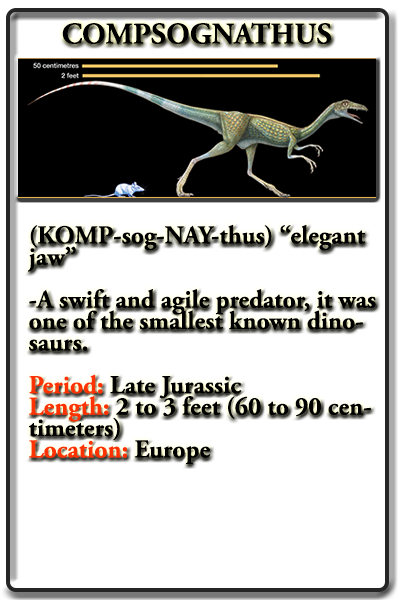 COMPSOGNATHUS
50 centimetres
2 feet
(KOMP-sog-NAY-thus) “elegant
jaw”
-A swift and agile predator, it was
one of the smallest known dino-
saurs.
Period: Late Jurassic
Length: 2 to 3 feet (60 to 90 cen-
timeters)
Location: Europe